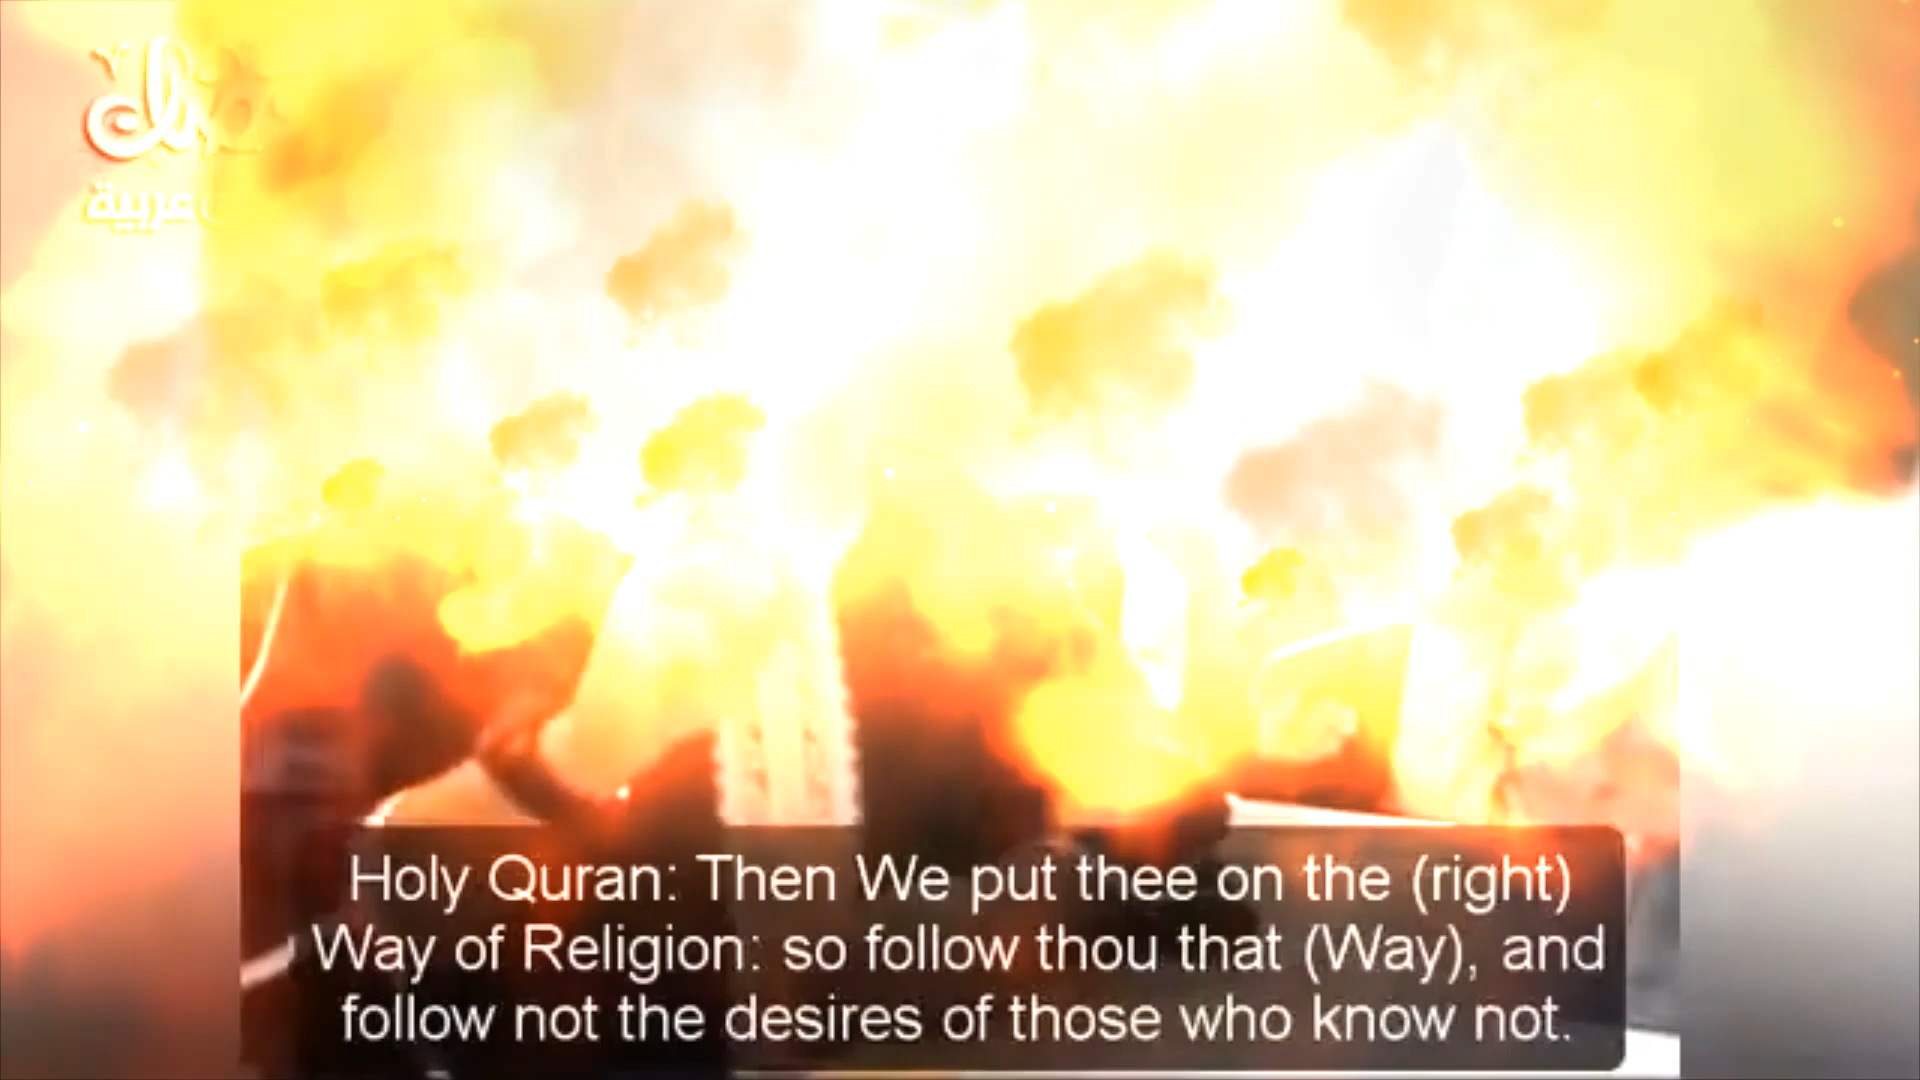 عربية
Holy Quran: Then We put thee on the (right)
Way of Religion: so follow thou that (Way), and
follow not the desires of those who know not.